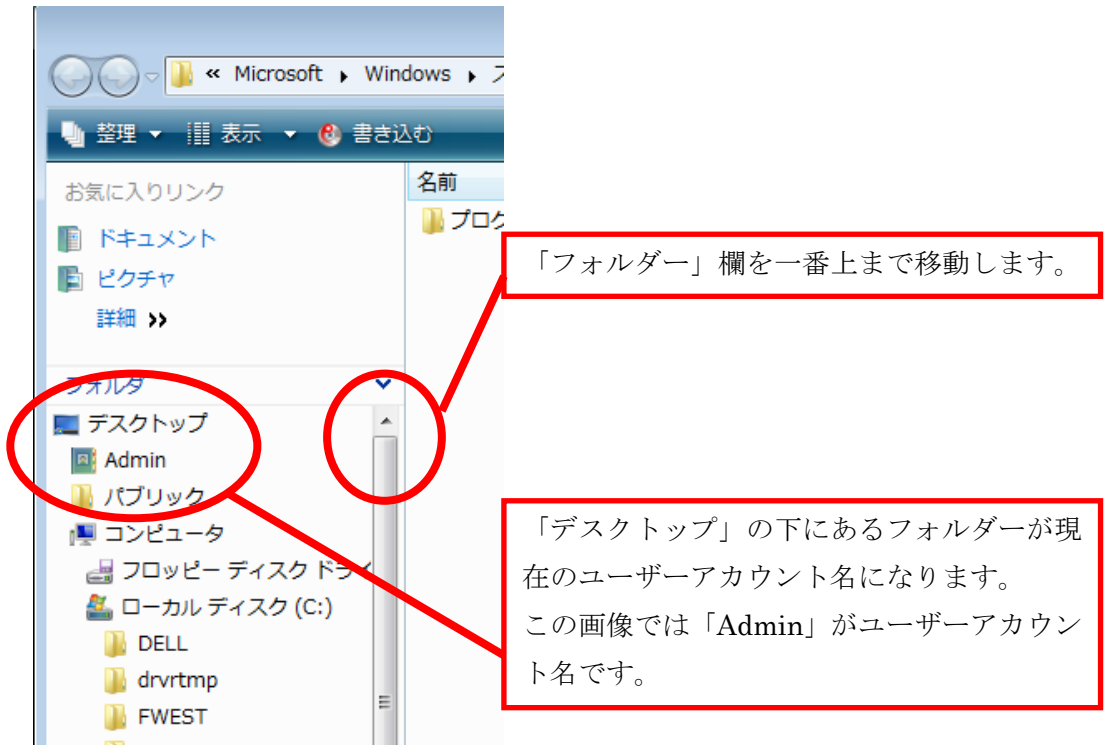 « Microsoft ▸ Windows ▸
整理 ▼ 表示 ▼ 書き込む
お気に入りリンク
ドキュメント
ピクチャ
詳細 »
名前
プログ
「フォルダー」欄を一番上まで移動します。
フォルダ
デスクトップ
Admin
パブリック
コンピュータ
フロッピー ディスク ドライ
ローカル ディスク (C:)
DELL
drvrtmp
FWEST
「デスクトップ」の下にあるフォルダーが現
在のユーザーアカウント名になります。
この画像では「Admin」がユーザーアカウン
ト名です。